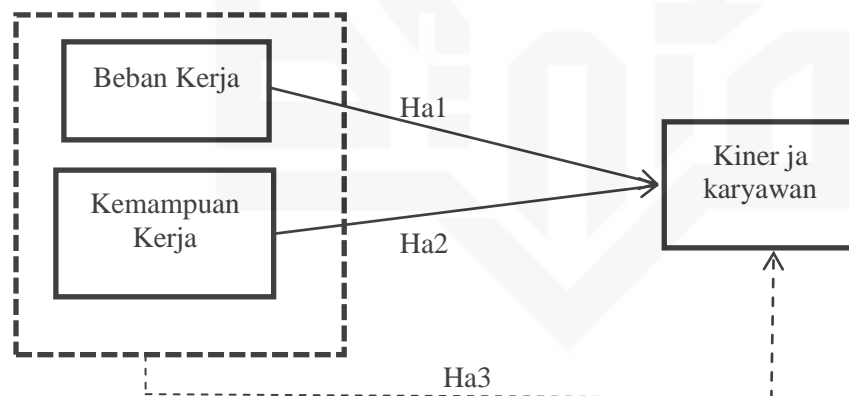 Beban Kerja
Ha1
Kiner ja
karyawan
Kemampuan
Kerja
Ha2
Ha3